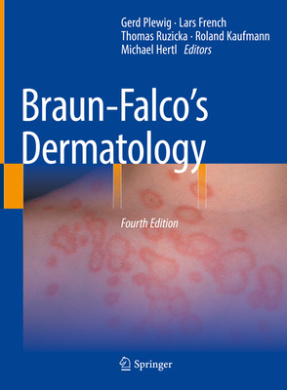 Gerd Plewig · Lars French
Thomas Ruzicka · Roland Kaufmann
Michael Hertl Editors
Braun-Falco’s
Dermatology
Fourth Edition
Springer